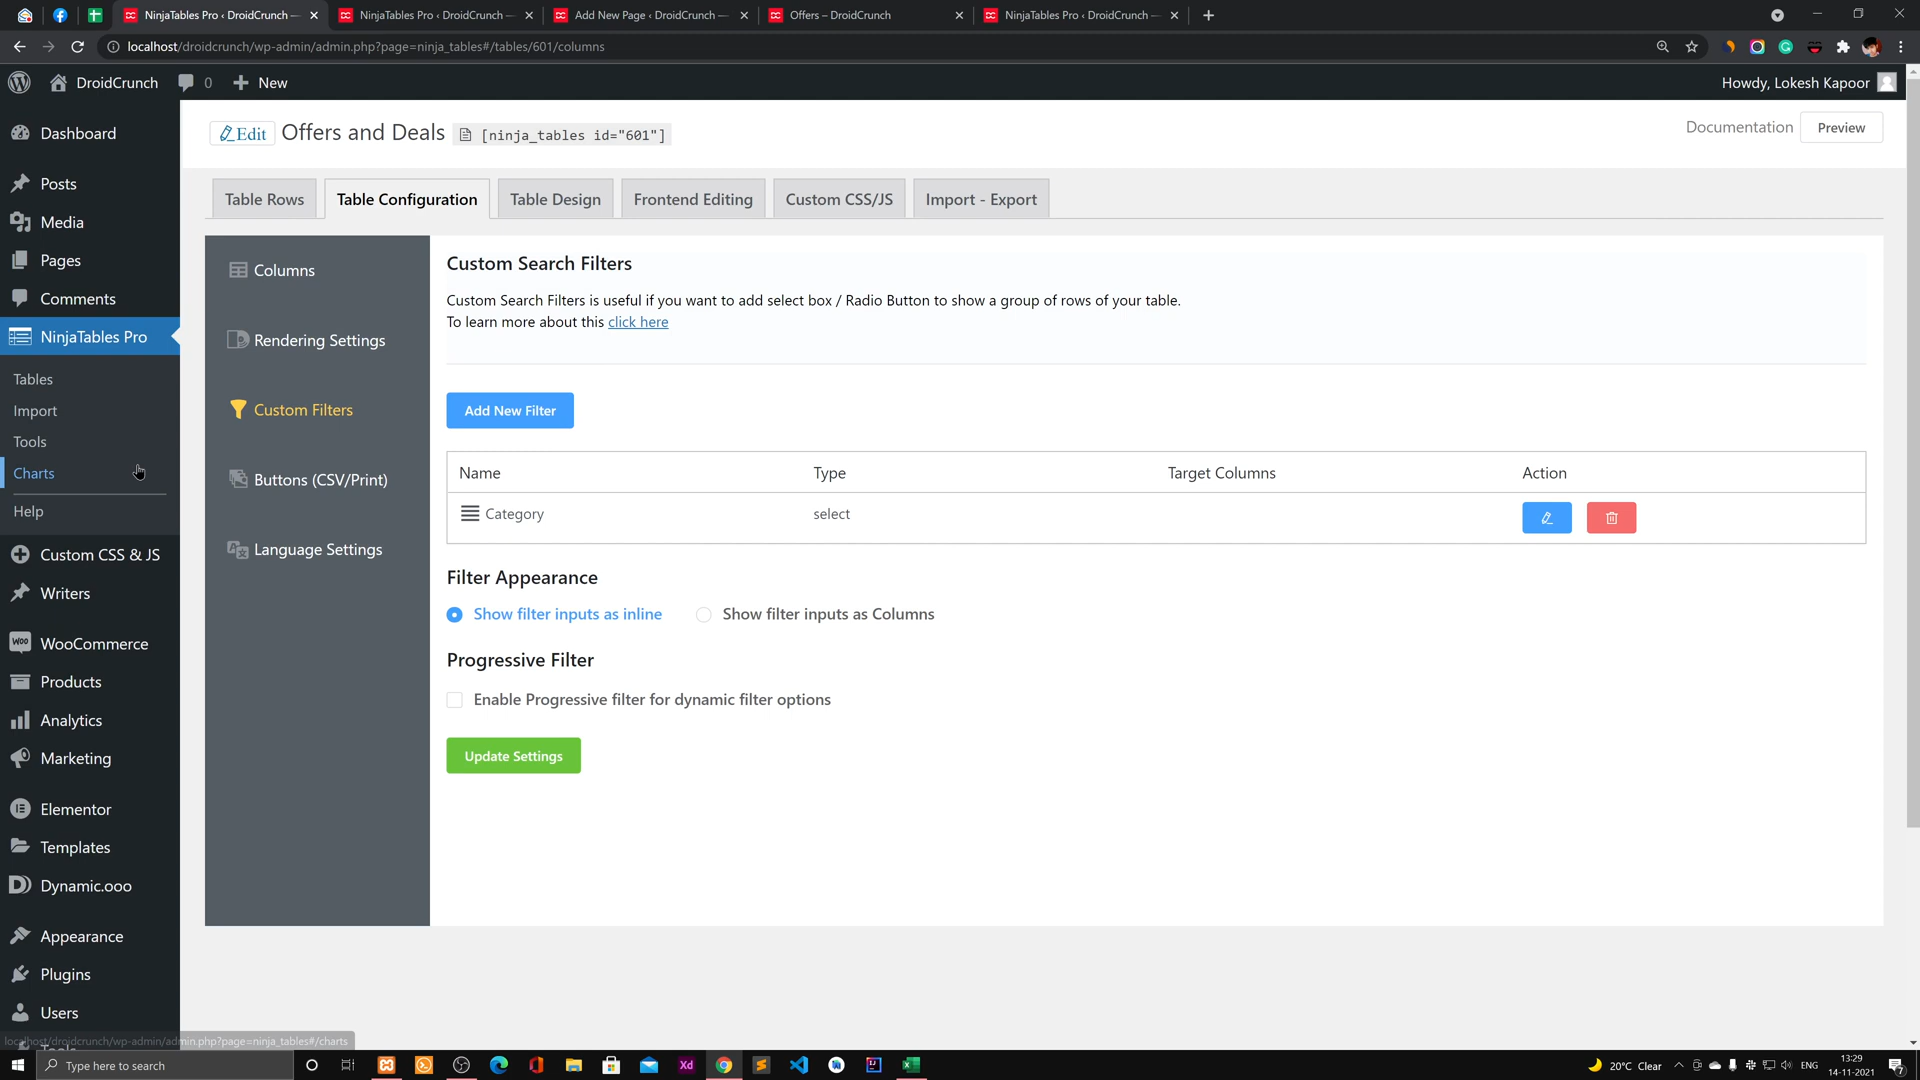 NinjaTables Pro ‹ DroidCrunch —
NinjaTables Pro ‹ DroidCrunch —
Add New Page ‹ DroidCrunch —
Offers – DroidCrunch
NinjaTables Pro ‹ DroidCrunch —
localhost/droidcrunch/wp-admin/admin.php?page=ninja_tables#/tables/601/columns
DroidCrunch
0
New
Howdy, Lokesh Kapoor
Dashboard
Posts
Media
Pages
Comments
NinjaTables Pro
Tables
Import
Tools
Charts
Help
Custom CSS & JS
Writers
WooCommerce
Products
Analytics
Marketing
Elementor
Templates
Dynamic.ooo
Appearance
Plugins
Users
Edit
Offers and Deals
[ninja_tables id="601"]
Documentation
Preview
Table Rows
Table Configuration
Table Design
Frontend Editing
Custom CSS/JS
Import - Export
Columns
Rendering Settings
Custom Filters
Buttons (CSV/Print)
Language Settings
Custom Search Filters
Custom Search Filters is useful if you want to add select box / Radio Button to show a group of rows of your table.
To learn more about this click here
Add New Filter
Name Type Target Columns Action
Category select
Filter Appearance
Show filter inputs as inline
Show filter inputs as Columns
Progressive Filter
Enable Progressive filter for dynamic filter options
Update Settings
localhost/droidcrunch/wp-admin/admin.php?page=ninja_tables#/charts
Type here to search
Xd
20°C Clear
ENG
13:29
14-11-2021